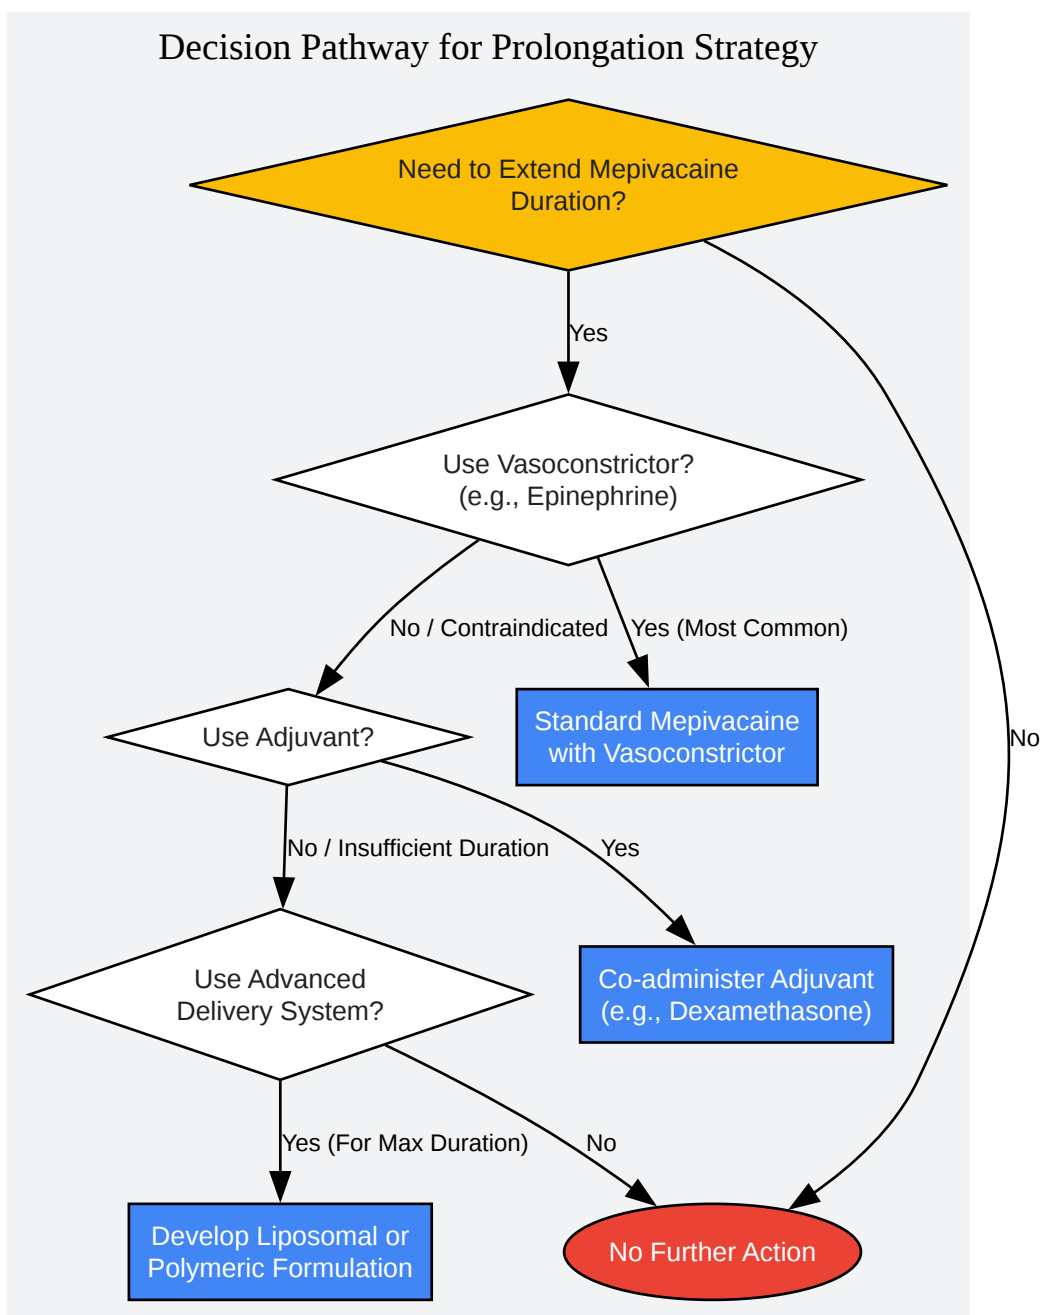 Decision Pathway for Prolongation Strategy
Need to Extend Mepivacaine
Duration?
Yes
Use Vasoconstrictor?
(e.g., Epinephrine)
No / Contraindicated
Yes (Most Common)
Use Adjuvant?
Standard Mepivacaine
with Vasoconstrictor
No
No / Insufficient Duration
Yes
Use Advanced
Delivery System?
Co-administer Adjuvant
(e.g., Dexamethasone)
Yes (For Max Duration)
No
Develop Liposomal or
Polymeric Formulation
No Further Action